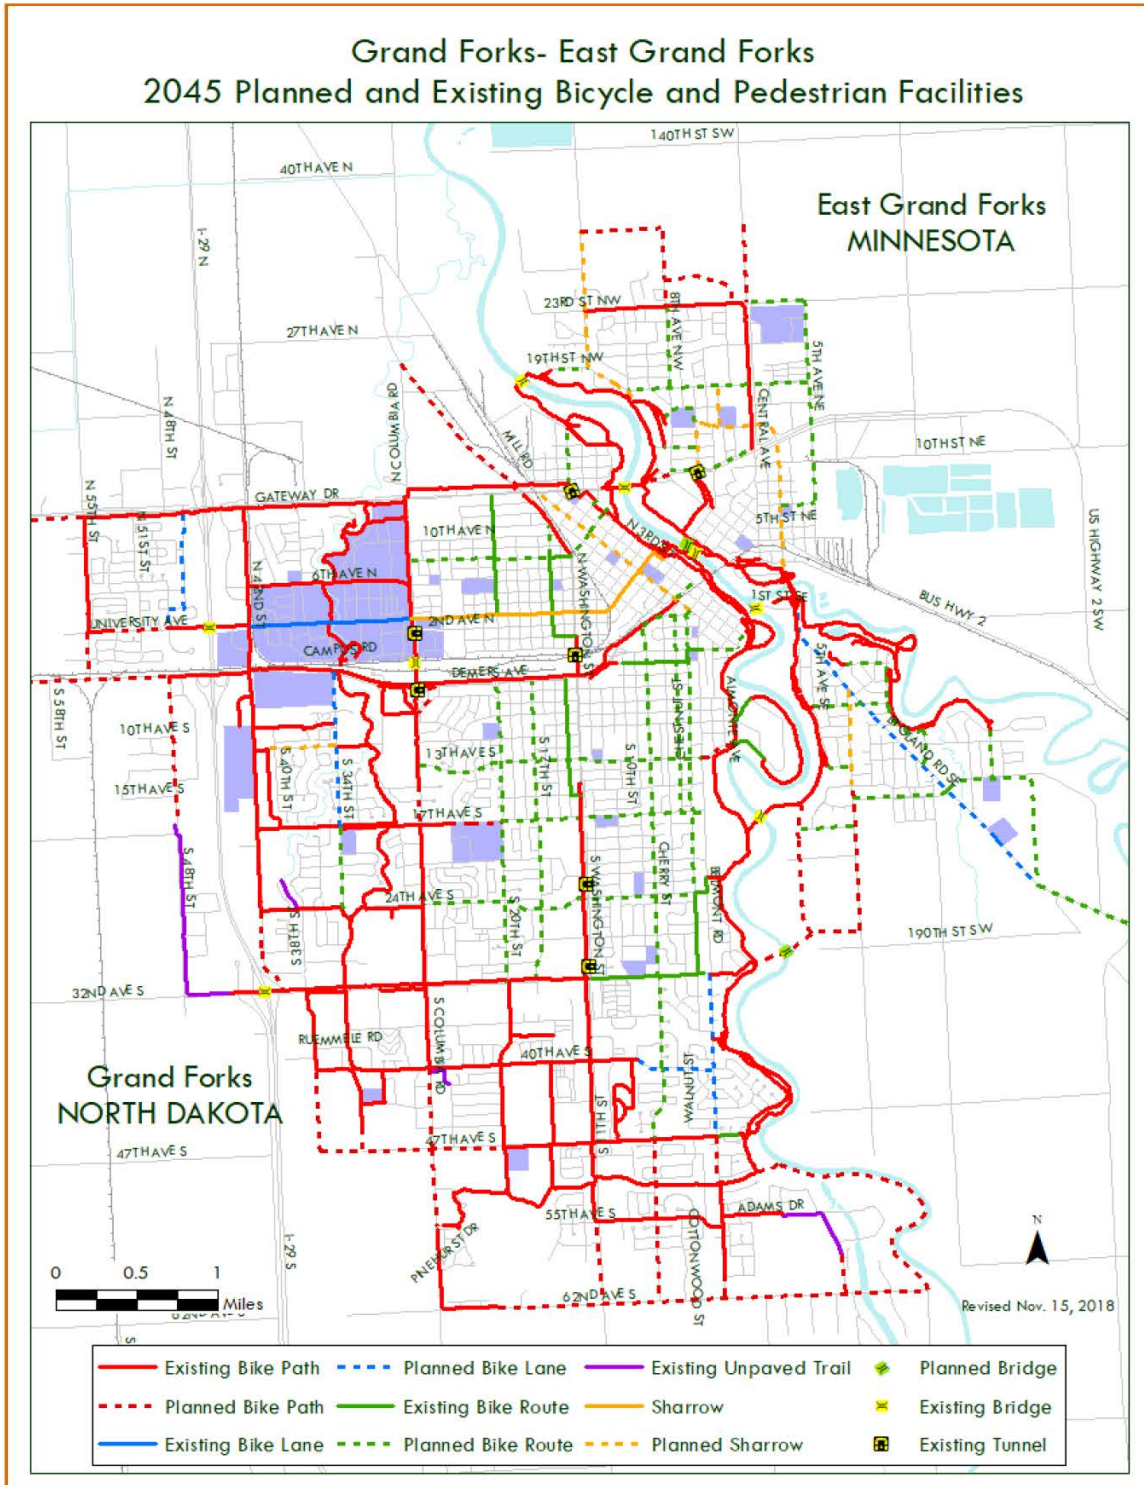 Grand Forks- East Grand Forks
2045 Planned and Existing Bicycle and Pedestrian Facilities
140TH ST SW
40TH AVE N
East Grand Forks
MINNESOTA
I-29 N
23RD ST NW
8TH AVE NW
27TH AVE N
19TH ST NW
5TH AVE NE
N COLUMBIA RD
CENTRAL AVE
N 48TH ST
MILL RD
10TH ST NE
GATEWAY DR
N 55TH ST
N 51ST ST
10TH AVE N
N 3RD ST
5TH ST NE
US HIGHWAY 2 SW
N 42ND ST
6TH AVE N
N WASHINGTON ST
1ST ST SE
BUS HWY 2
UNIVERSITY AVE
2ND AVE N
CAMPUS RD
DEMERS AVE
5TH AVE SE
S 58TH ST
ALMONTE AVE
BYGLAND RD SE
10TH AVE S
13TH AVE S
S 12TH ST
S 10TH ST
S 40TH ST
S 34TH ST
15TH AVE S
17TH AVE S
S 48TH ST
S WASHINGTON ST
CHERRY ST
BELMONT RD
24TH AVE S
S 38TH ST
S 20TH ST
190TH ST SW
32ND AVE S
S COLUMBIA RD
RUEMMELE RD
40TH AVE S
WALNUT ST
Grand Forks
NORTH DAKOTA
S 11TH ST
47TH AVE S
47TH AVE S
ADAMS DR
55TH AVE S
COTTONWOOD ST
PINEHURST DR
I-29 S
N
0 0.5 1
Miles
62ND AVE S
62ND AVE S
Revised Nov. 15, 2018
S
Existing Bike Path
Planned Bike Lane
Existing Unpaved Trail
Planned Bridge
Planned Bike Path
Existing Bike Route
Sharrow
Existing Bridge
Existing Bike Lane
Planned Bike Route
Planned Sharrow
Existing Tunnel